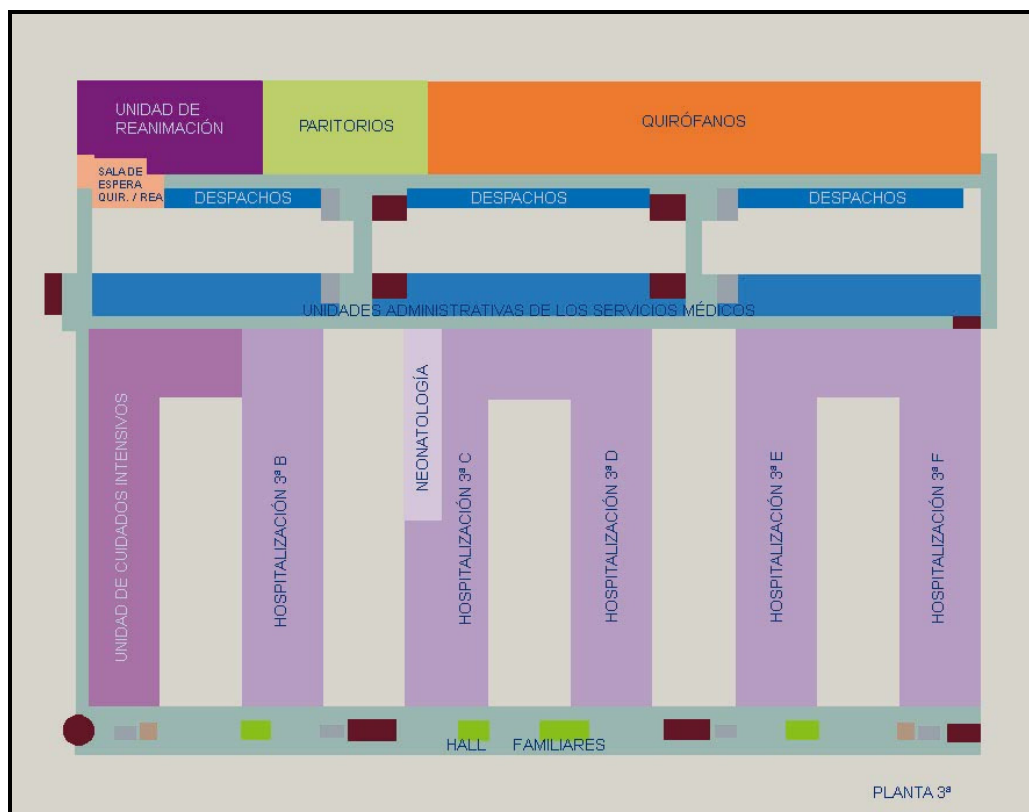 UNIDAD DE
REANIMACIÓN
PARITORIOS
QUIRÓFANOS
SALA DE
ESPERA
QUIR. / REA
DESPACHOS
DESPACHOS
DESPACHOS
UNIDADES ADMINISTRATIVAS DE LOS SERVICIOS MÉDICOS
UNIDAD DE CUIDADOS INTENSIVOS
HOSPITALIZACIÓN 3ª B
NEONATOLOGÍA
HOSPITALIZACIÓN 3ª C
HOSPITALIZACIÓN 3ª D
HOSPITALIZACIÓN 3ª E
HOSPITALIZACIÓN 3ª F
HALL FAMILIARES
PLANTA 3ª